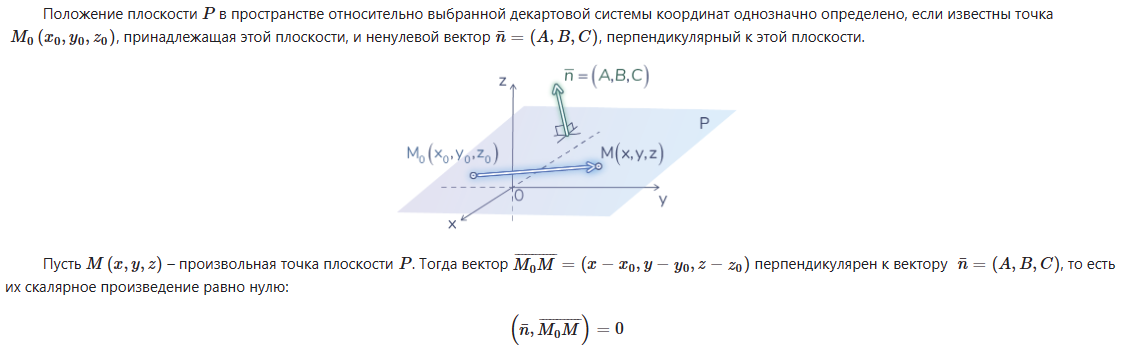 Положение плоскости P в пространстве относительно выбранной декартовой системы координат однозначно определено, если известны точка
M₀ (x₀, y₀, z₀), принадлежащая этой плоскости, и ненулевой вектор n̄ = (A, B, C), перпендикулярный к этой плоскости.
z
n̄ = (A,B,C)
P
M₀(x₀,y₀,z₀)
M(x,y,z)
O
y
x
Пусть M (x, y, z) – произвольная точка плоскости P. Тогда вектор \overline{M₀M} = (x − x₀, y − y₀, z − z₀) перпендикулярен к вектору n̄ = (A, B, C), то есть
их скалярное произведение равно нулю:
(n̄, \overline{M₀M}) = 0